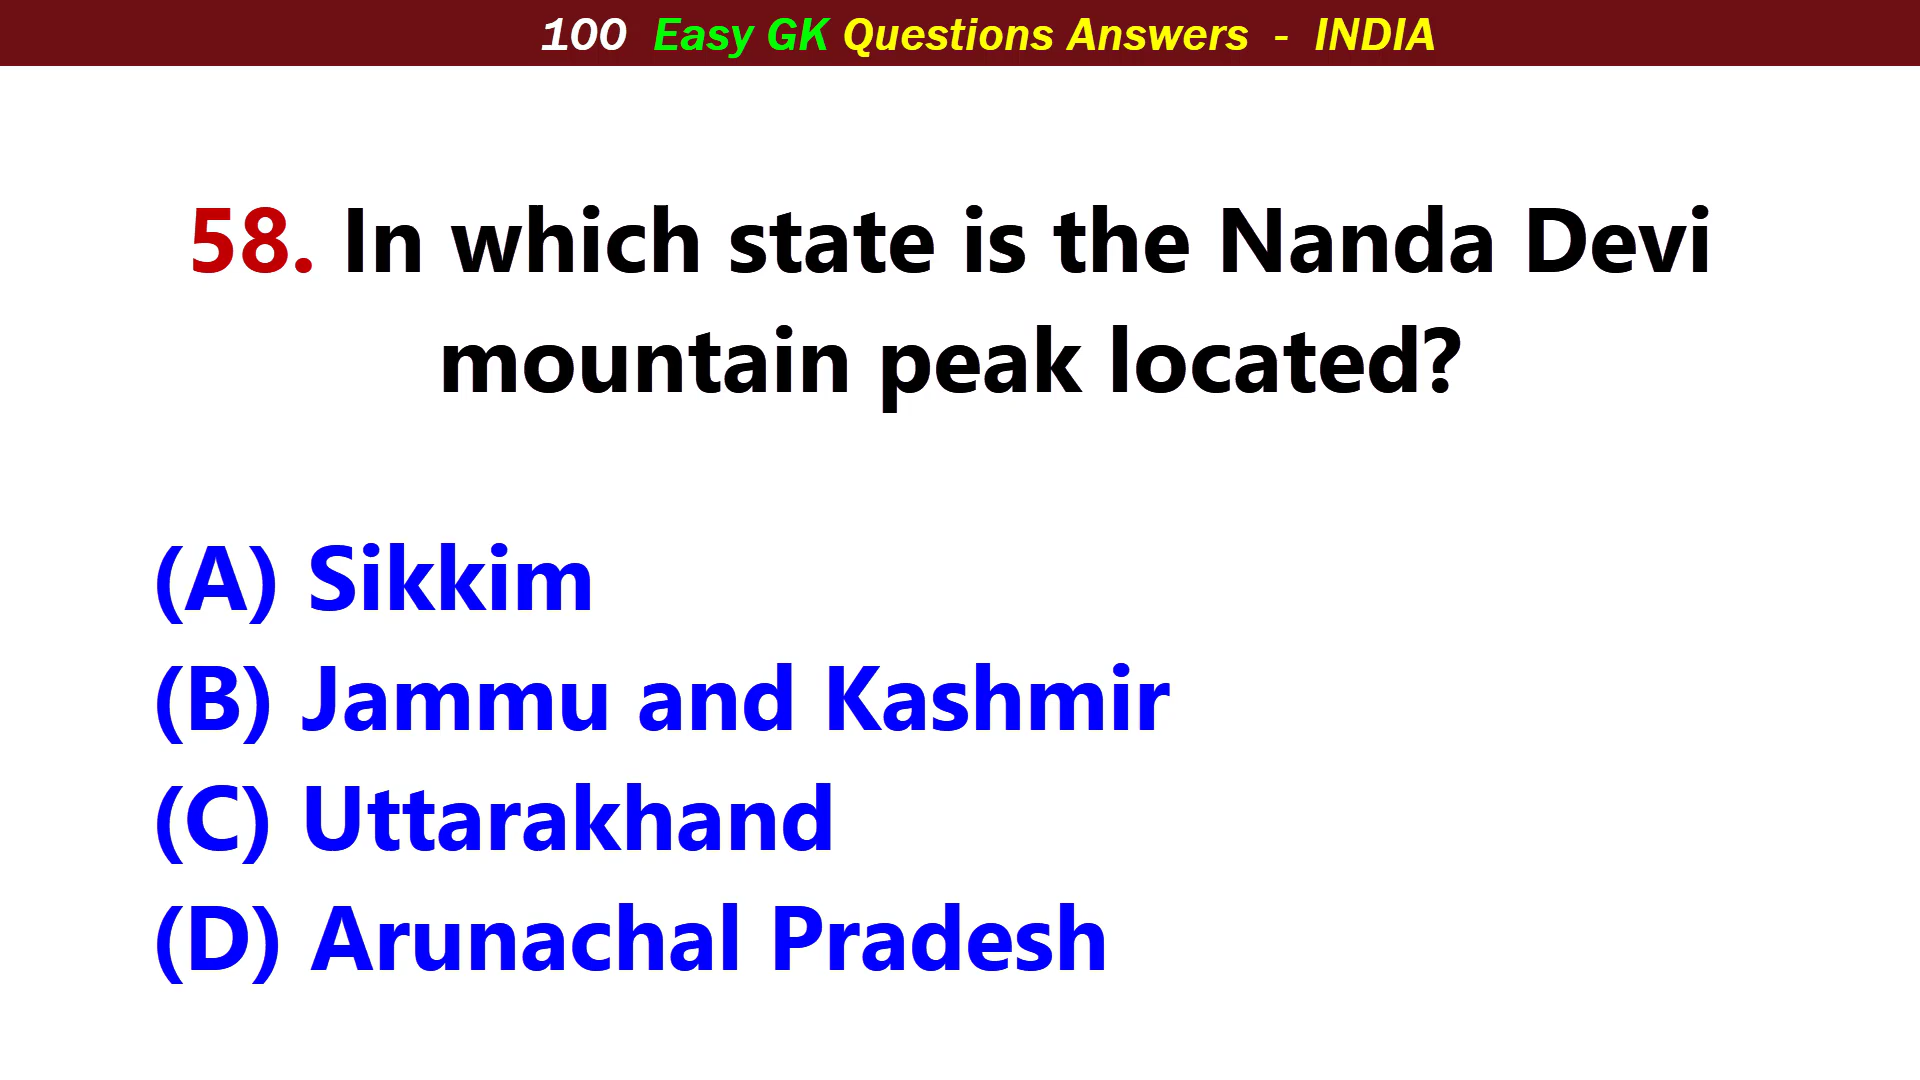 100 Easy GK Questions Answers - INDIA
58. In which state is the Nanda Devi
mountain peak located?
(A) Sikkim
(B) Jammu and Kashmir
(C) Uttarakhand
(D) Arunachal Pradesh